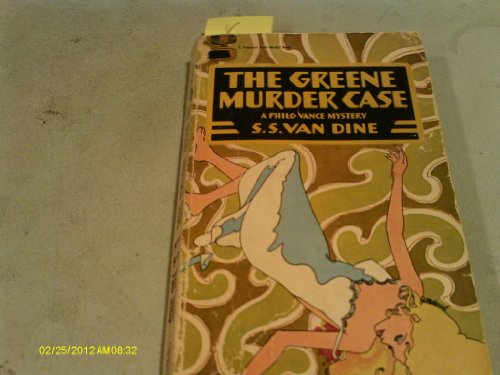 THE GREENE
MURDER CASE
A PHILO VANCE MYSTERY
S.S. VAN DINE
02/25/2012 AM 08:32